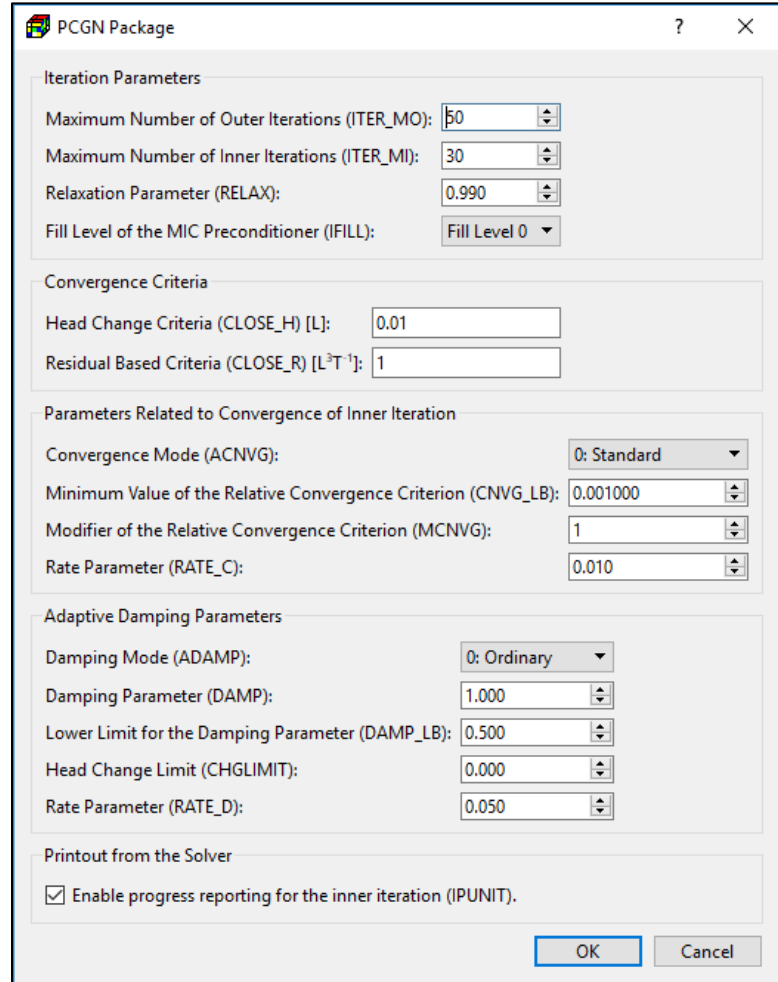 PCGN Package ?
Iteration Parameters
Maximum Number of Outer Iterations (ITER_MO): 50
Maximum Number of Inner Iterations (ITER_MI): 30
Relaxation Parameter (RELAX): 0.990
Fill Level of the MIC Preconditioner (IFILL): Fill Level 0
Convergence Criteria
Head Change Criteria (CLOSE_H) [L]: 0.01
Residual Based Criteria (CLOSE_R) [L³T⁻¹]: 1
Parameters Related to Convergence of Inner Iteration
Convergence Mode (ACNVG): 0: Standard
Minimum Value of the Relative Convergence Criterion (CNVG_LB): 0.001000
Modifier of the Relative Convergence Criterion (MCNVG): 1
Rate Parameter (RATE_C): 0.010
Adaptive Damping Parameters
Damping Mode (ADAMP): 0: Ordinary
Damping Parameter (DAMP): 1.000
Lower Limit for the Damping Parameter (DAMP_LB): 0.500
Head Change Limit (CHGLIMIT): 0.000
Rate Parameter (RATE_D): 0.050
Printout from the Solver
Enable progress reporting for the inner iteration (IPUNIT).
OK Cancel